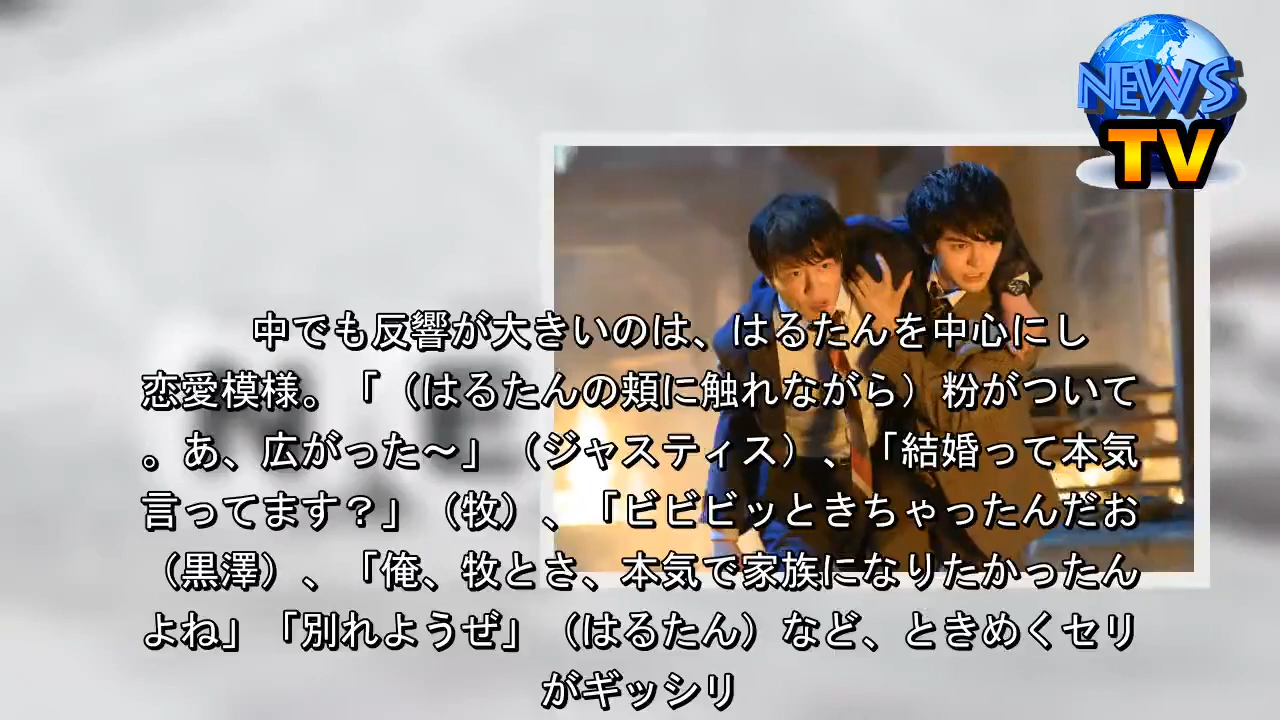 NEWS
TV
中でも反響が大きいのは、はるたんを中心にし
恋愛模様。「（はるたんの頬に触れながら）粉がついて
。あ、広がった～」（ジャスティス）、「結婚って本気
言ってます？」（牧）、「ビビビッときちゃったんだお
（黒澤）、「俺、牧とさ、本気で家族になりたかったん
よね」「別れようぜ」（はるたん）など、ときめくセリ
がギッシリ